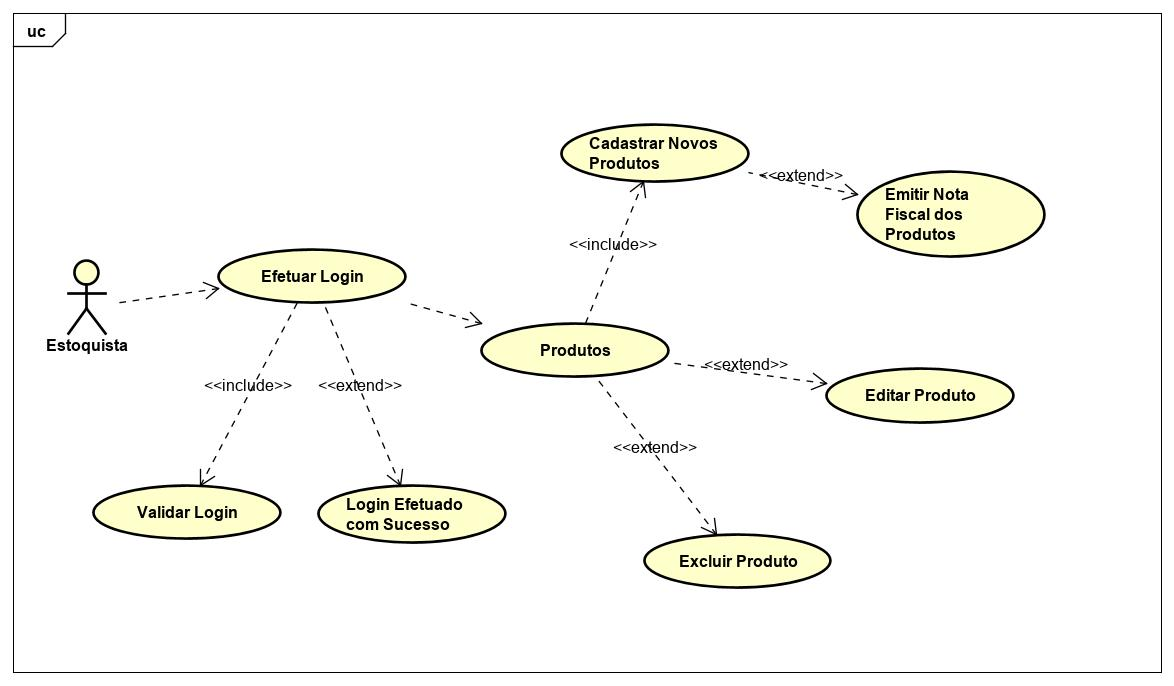 uc
Cadastrar Novos
Produtos
<<extend>>
Emitir Nota
Fiscal dos
Produtos
<<include>>
Efetuar Login
Estoquista
Produtos
<<extend>>
<<include>>
<<extend>>
Editar Produto
<<extend>>
Validar Login
Login Efetuado
com Sucesso
Excluir Produto